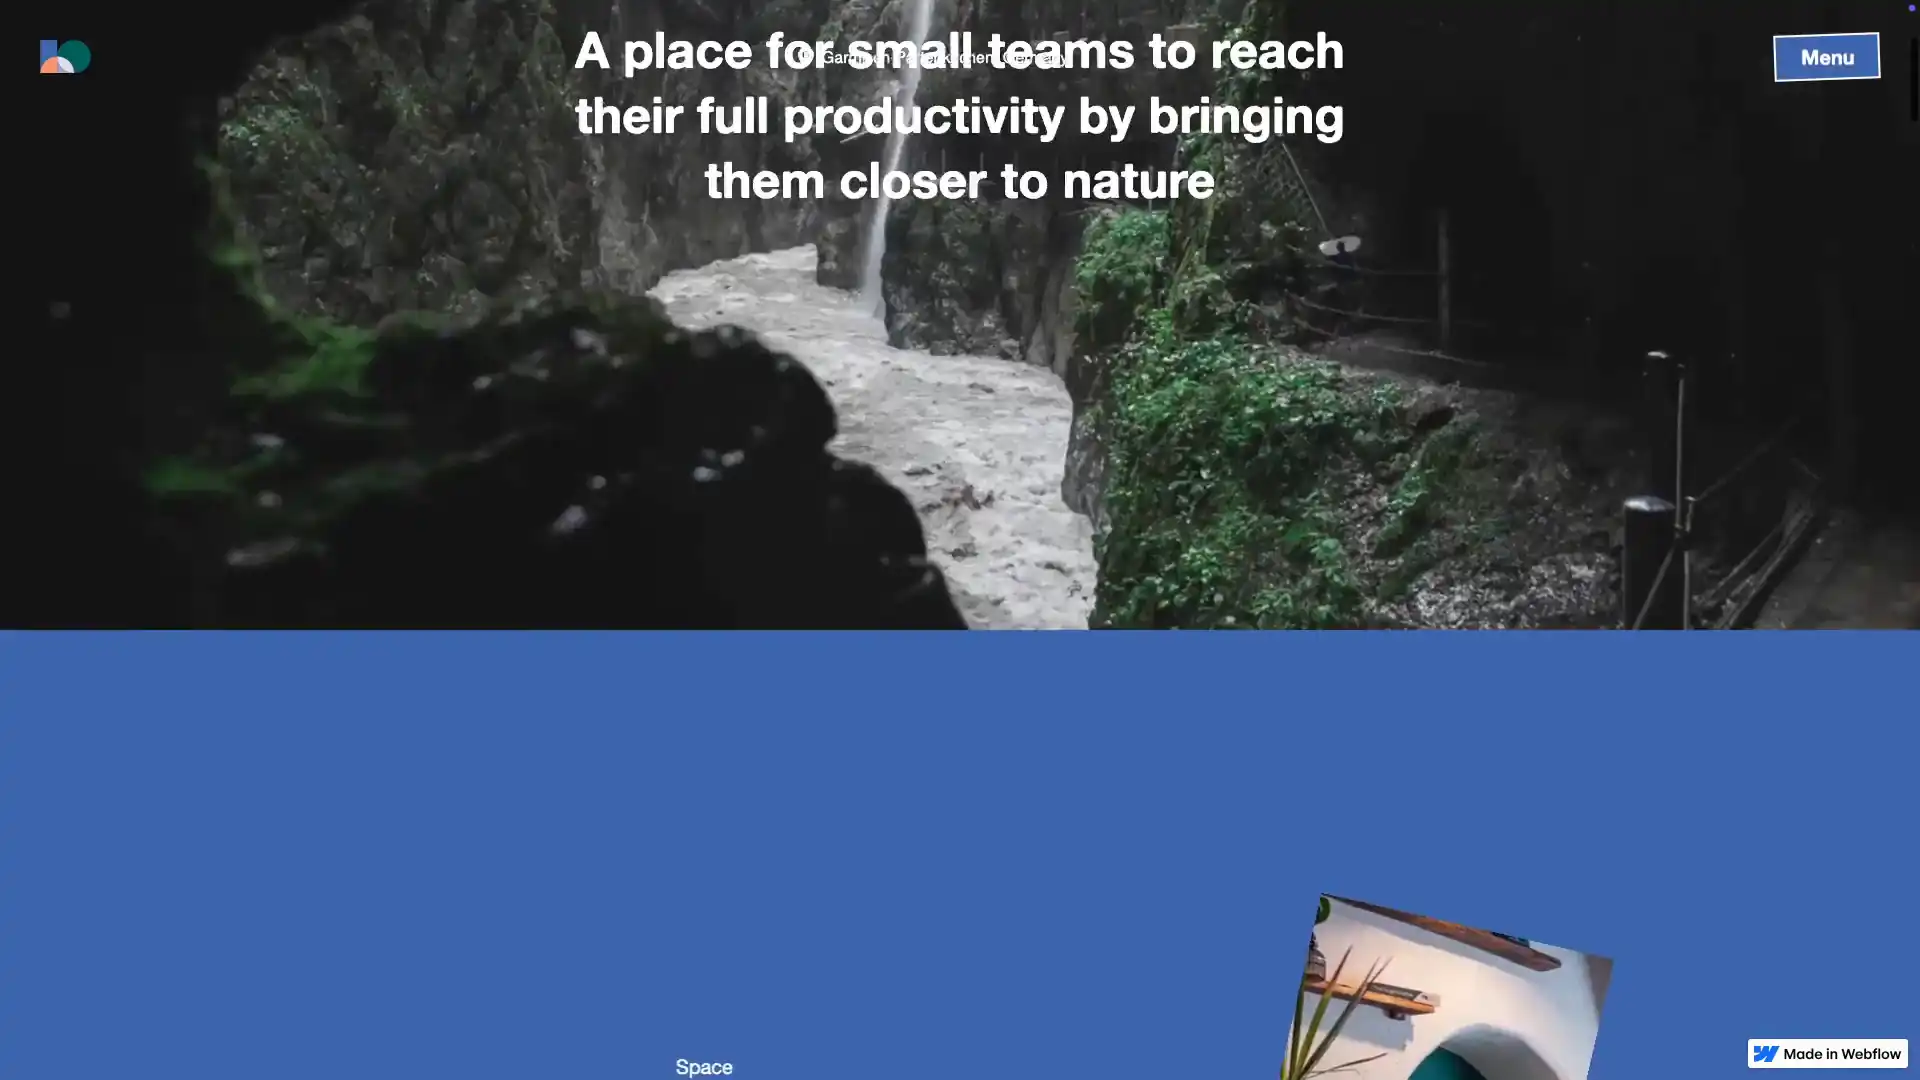 A place for small teams to reach
their full productivity by bringing
them closer to nature
Menu
Space
Made in Webflow